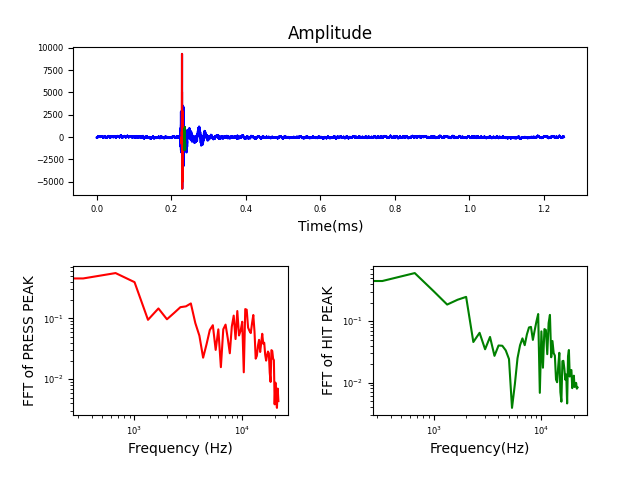 Amplitude
10000
7500
5000
2500
0
−2500
−5000
0.0 0.2 0.4 0.6 0.8 1.0 1.2
Time(ms)
FFT of PRESS PEAK
10⁻¹
10⁻²
10³ 10⁴
Frequency (Hz)
FFT of HIT PEAK
10⁻¹
10⁻²
10³ 10⁴
Frequency(Hz)